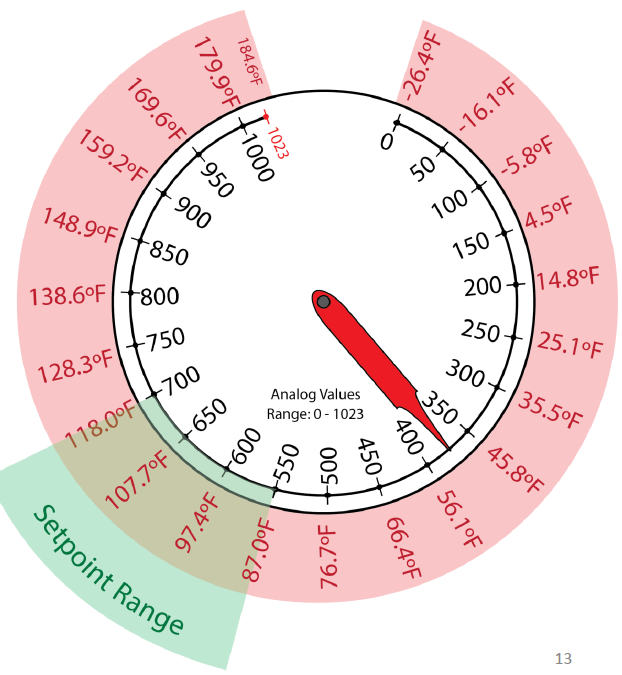 -26.4ºF
-16.1ºF
-5.8ºF
4.5ºF
14.8ºF
25.1ºF
35.5ºF
45.8ºF
56.1ºF
66.4ºF
76.7ºF
87.0ºF
97.4ºF
107.7ºF
118.0ºF
128.3ºF
138.6ºF
148.9ºF
159.2ºF
169.6ºF
179.9ºF
184.6ºF
0
50
100
150
200
250
300
350
400
450
500
550
600
650
700
750
800
850
900
950
1000
1023
Analog Values
Range: 0 - 1023
Setpoint Range
13